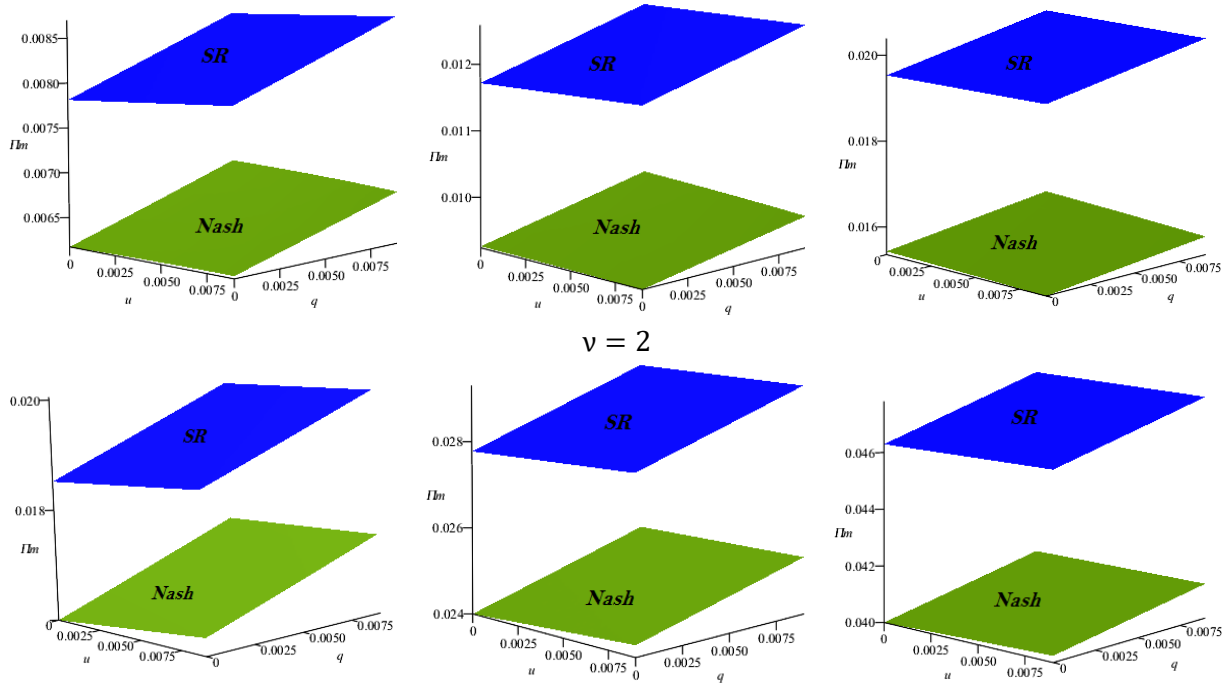 0.0085
0.0080
0.0075
Πm
0.0070
0.0065
SR
Nash
0
0.0025
0.0050
0.0075
u
0
0.0025
0.0050
0.0075
q
0.012
0.011
Πm
0.010
SR
Nash
0
0.0025
0.0050
0.0075
u
0
0.0025
0.0050
0.0075
q
0.020
0.018
Πm
0.016
SR
Nash
0
0.0025
0.0050
0.0075
u
0
0.0025
0.0050
0.0075
q
ν = 2
0.020
0.018
Πm
0
SR
Nash
0.0025
0.0050
0.0075
u
0
0.0025
0.0050
0.0075
q
0.028
Πm
0.026
0.024
SR
Nash
0
0.0025
0.0050
0.0075
u
0
0.0025
0.0050
0.0075
q
0.046
0.044
Πm
0.042
0.040
SR
Nash
0
0.0025
0.0050
0.0075
u
0
0.0025
0.0050
0.0075
q